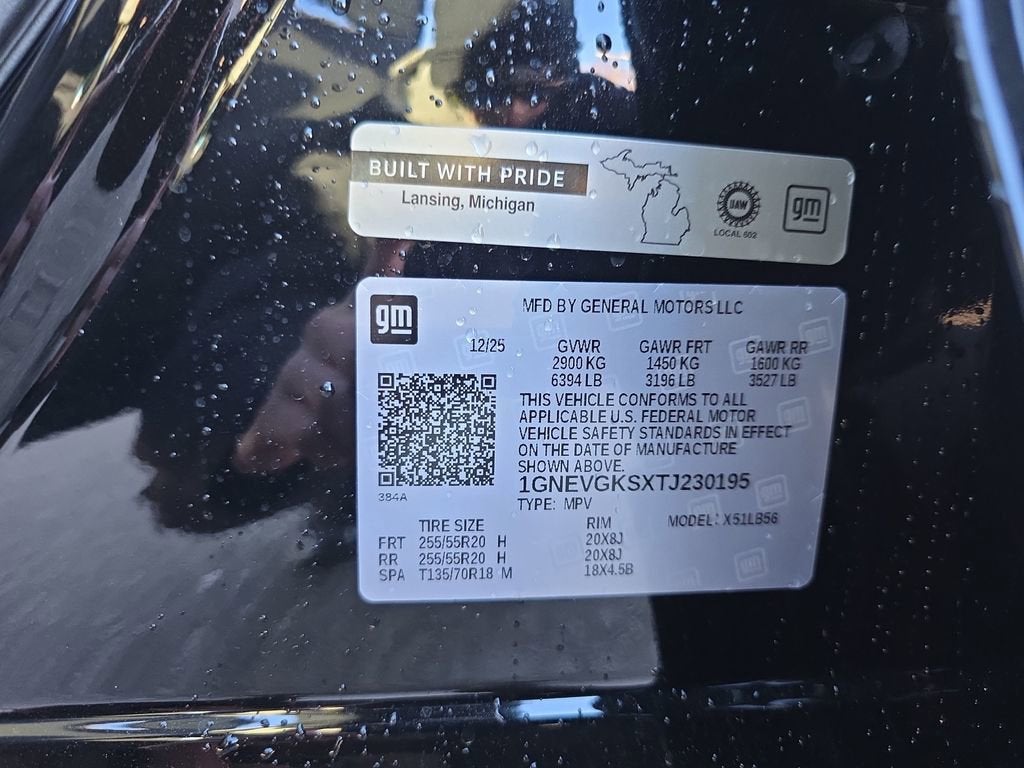 BUILT WITH PRIDE
Lansing, Michigan
UAW
LOCAL 602
gm
gm
MFD BY GENERAL MOTORS LLC
12/25 GVWR GAWR FRT GAWR RR
2900 KG 1450 KG 1600 KG
6394 LB 3196 LB 3527 LB
THIS VEHICLE CONFORMS TO ALL
APPLICABLE U.S. FEDERAL MOTOR
VEHICLE SAFETY STANDARDS IN EFFECT
ON THE DATE OF MANUFACTURE
SHOWN ABOVE.
384A
1GNEVGKSXTJ230195
TYPE: MPV
TIRE SIZE RIM MODEL: X51LB56
FRT 255/55R20 H 20X8J
RR 255/55R20 H 20X8J
SPA T135/70R18 M 18X4.5B